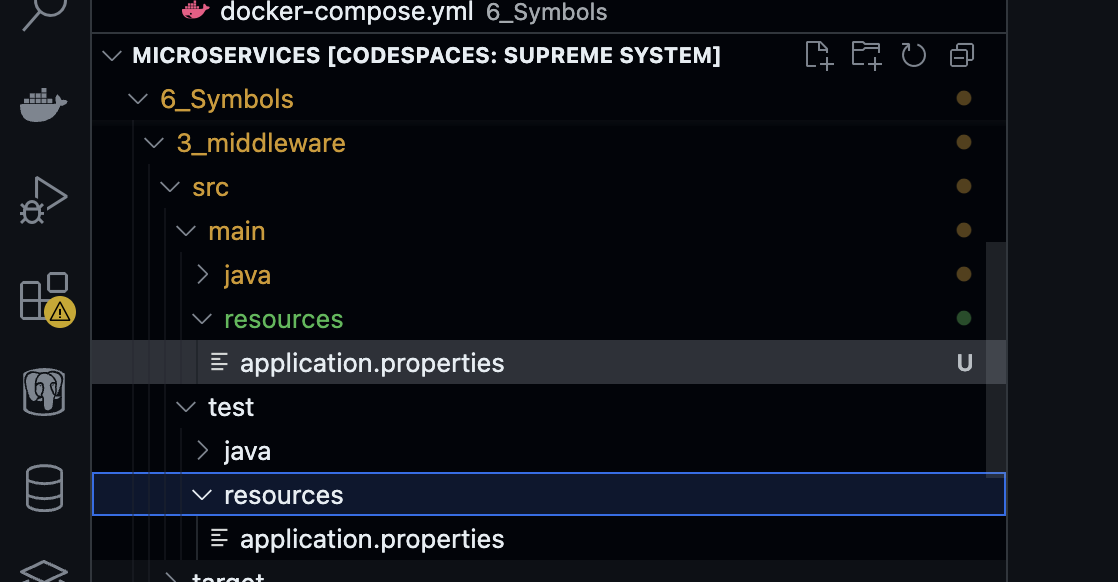 docker-compose.yml 6_Symbols
MICROSERVICES [CODESPACES: SUPREME SYSTEM]
6_Symbols
3_middleware
src
main
java
resources
application.properties U
test
java
resources
application.properties
target